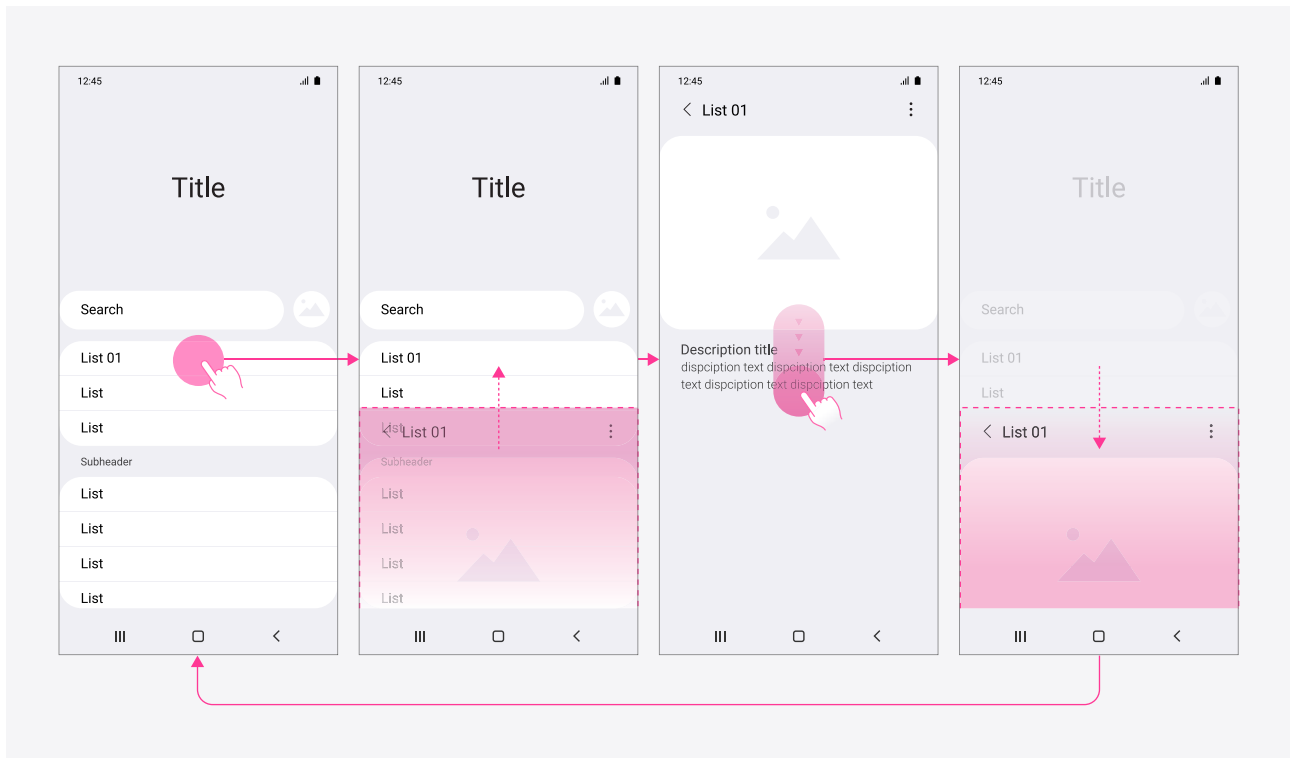 12:45
Title
Search
List 01
List
List
Subheader
List
List
List
List
12:45
Title
Search
List 01
List
List
List 01
Subheader
List
List
List
List
12:45
List 01
Description title
dispciption text dispciption text dispciption
text dispciption text dispciption text
12:45
Title
Search
List 01
List
List 01